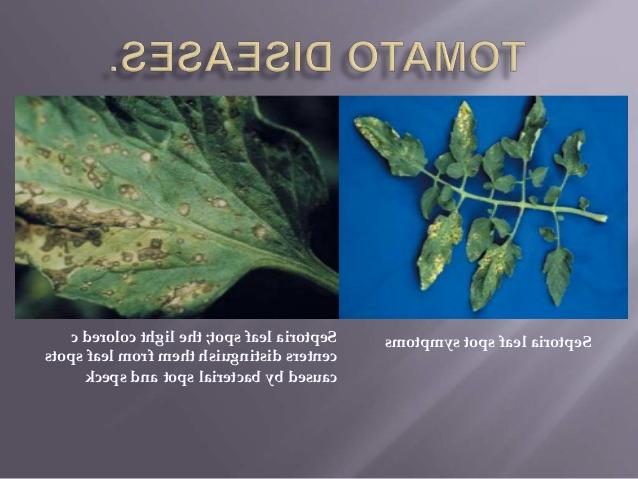 TOMATO DISEASES.
Septoria leaf spot symptoms
Septoria leaf spot; the light colored c
centers distinguish them from leaf spots
caused by bacterial spot and speck